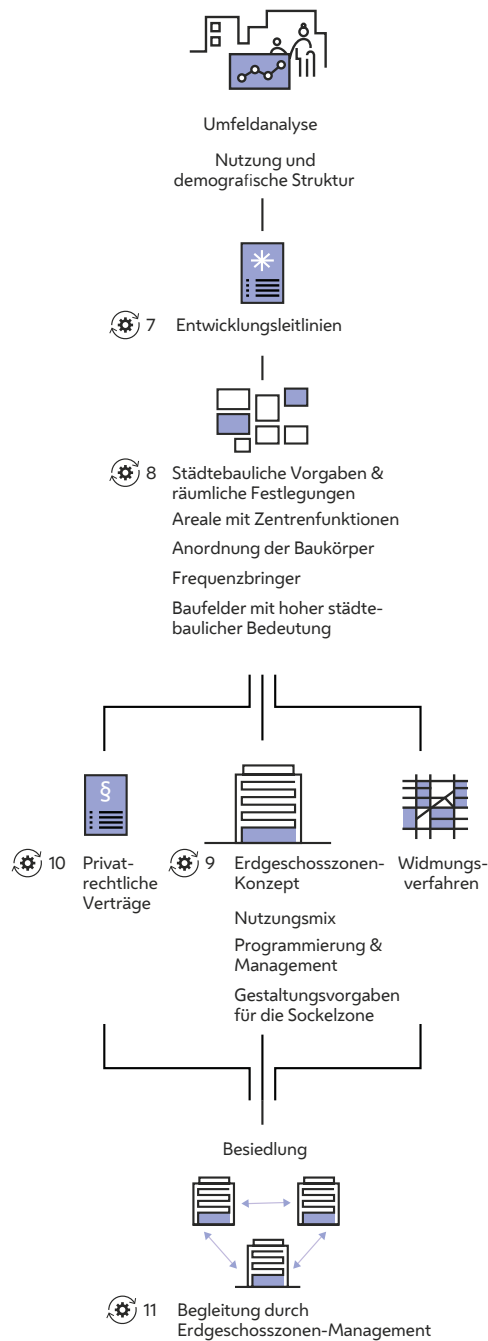 Umfeldanalyse
Nutzung und
demografische Struktur
7 Entwicklungsleitlinien
8 Städtebauliche Vorgaben &
räumliche Festlegungen
Areale mit Zentrenfunktionen
Anordnung der Baukörper
Frequenzbringer
Baufelder mit hoher städte-
baulicher Bedeutung
§
10 Privat-
rechtliche
Verträge
9 Erdgeschosszonen-
Konzept
Nutzungsmix
Programmierung &
Management
Gestaltungsvorgaben
für die Sockelzone
Widmungs-
verfahren
Besiedlung
11 Begleitung durch
Erdgeschosszonen-Management